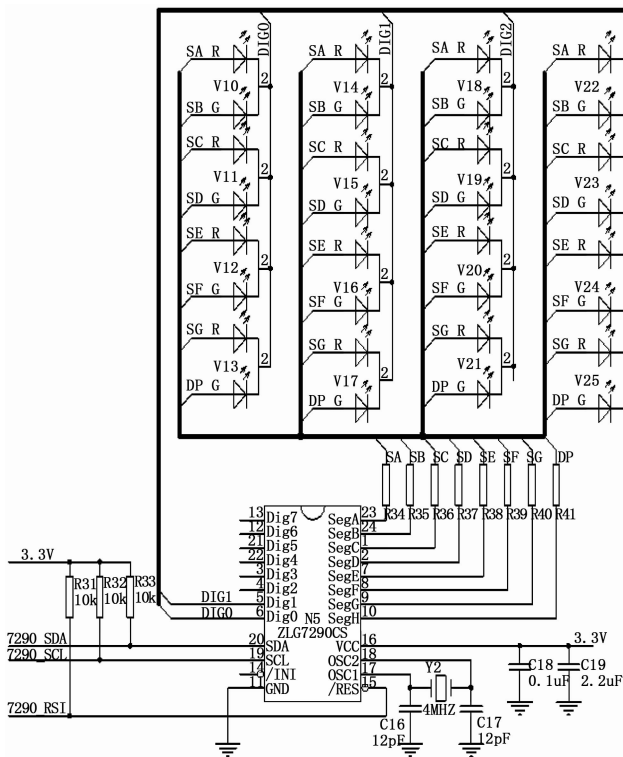 DIG0
DIG1
DIG2
SA R
SA R
SA R
SA R
2
2
2
V10
V14
V18
V22
SB G
SB G
SB G
SB G
SC R
SC R
SC R
SC R
2
2
2
V11
V15
V19
V23
SD G
SD G
SD G
SD G
SE R
SE R
SE R
SE R
2
2
2
V12
V16
V20
V24
SF G
SF G
SF G
SF G
SG R
SG R
SG R
SG R
2
2
2
V13
V17
V21
V25
DP G
DP G
DP G
DP G
SA
SB
SC
SD
SE
SF
SG
DP
R34
R35
R36
R37
R38
R39
R40
R41
13 Dig7 SegA 23
12 Dig6 SegB 24
21 Dig5 SegC 1
22 Dig4 SegD 2
3 Dig3 SegE 7
4 Dig2 SegF 8
DIG1 5 Dig1 SegG 9
DIG0 6 Dig0 SegH 10
N5
ZLG7290CS
20 SDA VCC 16
19 SCL OSC2 18
14 /INI OSC1 17
11 GND /RES 15
3.3V
R31
10k
R32
10k
R33
10k
7290_SDA
7290_SCL
7290_RSI
3.3V
Y2
4MHZ
C16
12pF
C17
12pF
C18
0.1uF
C19
2.2uF